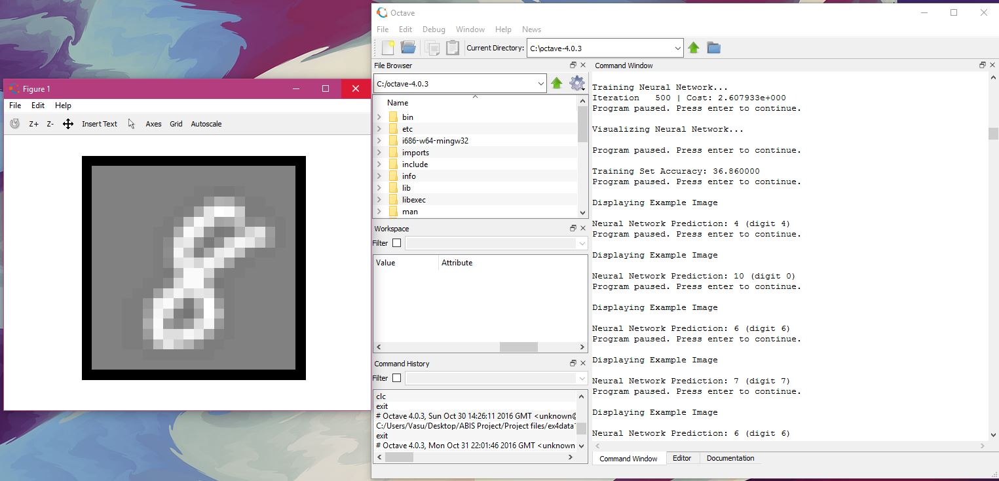 Figure 1
File Edit Help
Z+ Z- Insert Text Axes Grid Autoscale
Octave
File Edit Debug Window Help News
Current Directory: C:\octave-4.0.3
File Browser
C:/octave-4.0.3
Name
bin
etc
i686-w64-mingw32
imports
include
info
lib
libexec
man
Workspace
Filter
Value Attribute
Command History
Filter
clc
exit
# Octave 4.0.3, Sun Oct 30 14:26:11 2016 GMT <unknown@
C:/Users/Vasu/Desktop/ABIS Project/Project files/ex4data1
exit
# Octave 4.0.3, Mon Oct 31 22:01:46 2016 GMT <unknown
Command Window
Training Neural Network...
Iteration   500 | Cost: 2.607933e+000
Program paused. Press enter to continue.
Visualizing Neural Network...
Program paused. Press enter to continue.
Training Set Accuracy: 36.860000
Program paused. Press enter to continue.
Displaying Example Image
Neural Network Prediction: 4 (digit 4)
Program paused. Press enter to continue.
Displaying Example Image
Neural Network Prediction: 10 (digit 0)
Program paused. Press enter to continue.
Displaying Example Image
Neural Network Prediction: 6 (digit 6)
Program paused. Press enter to continue.
Displaying Example Image
Neural Network Prediction: 7 (digit 7)
Program paused. Press enter to continue.
Displaying Example Image
Neural Network Prediction: 6 (digit 6)
Command Window Editor Documentation